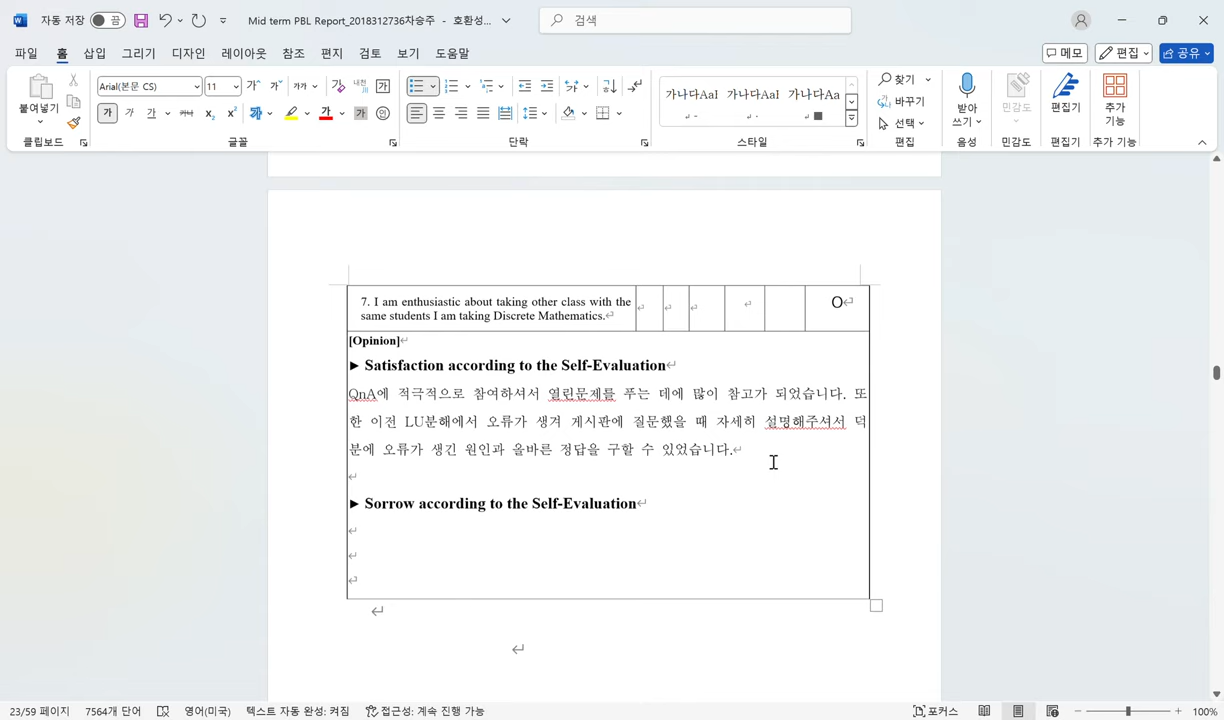 자동 저장 끔 Mid term PBL Report_2018312736차승주 - 호환성... 검색
파일 홈 삽입 그리기 디자인 레이아웃 참조 편지 검토 보기 도움말 메모 편집 공유
붙여넣기 Arial(본문 CS) 11 가나다AaI 가나다AaI 가나다Aa 찾기 바꾸기 선택 받아쓰기 민감도 편집기 추가 기능
클립보드 글꼴 단락 스타일 편집 음성 민감도 편집기 추가 기능
7. I am enthusiastic about taking other class with the
same students I am taking Discrete Mathematics. O
[Opinion]
► Satisfaction according to the Self-Evaluation
QnA에 적극적으로 참여하셔서 열린문제를 푸는 데에 많이 참고가 되었습니다. 또
한 이전 LU분해에서 오류가 생겨 게시판에 질문했을 때 자세히 설명해주셔서 덕
분에 오류가 생긴 원인과 올바른 정답을 구할 수 있었습니다.
► Sorrow according to the Self-Evaluation
23/59 페이지 7564개 단어 영어(미국) 텍스트 자동 완성: 켜짐 접근성: 계속 진행 가능 포커스 100%